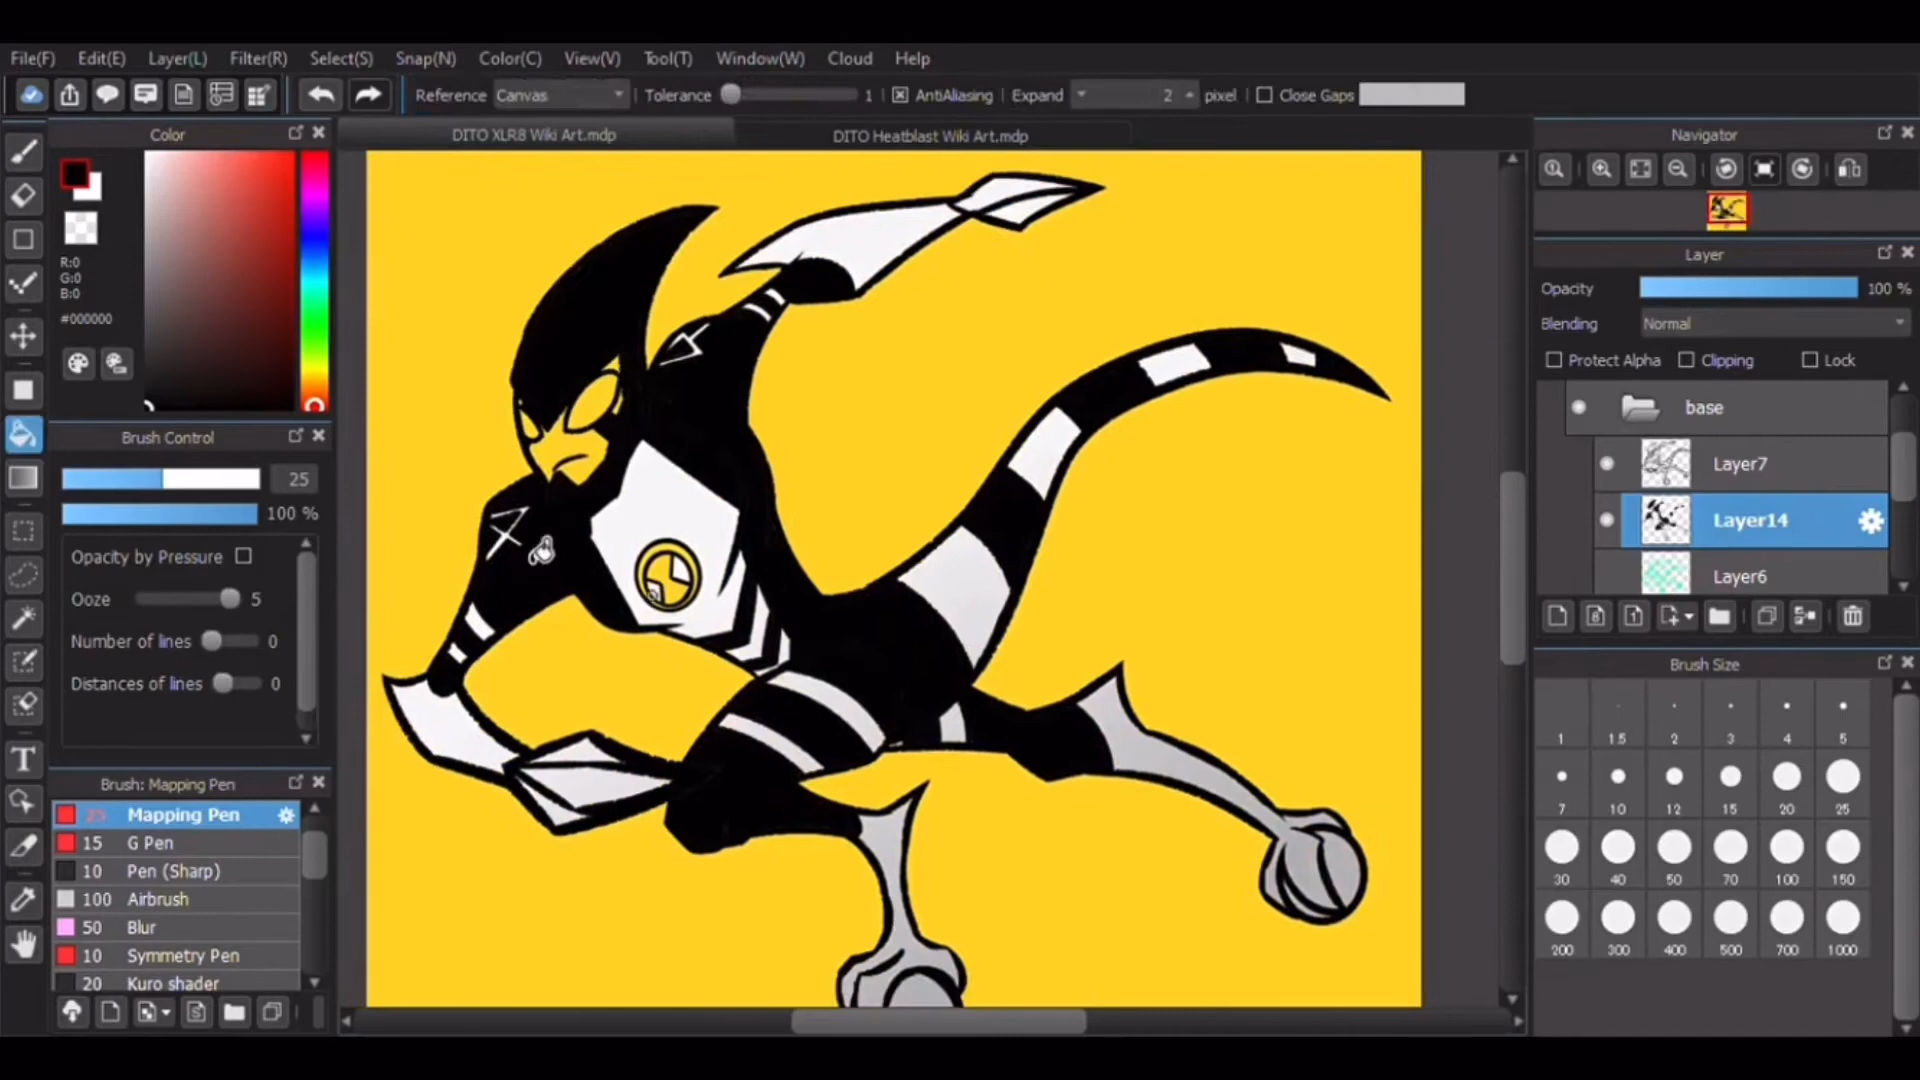 File(F) Edit(E) Layer(L) Filter(R) Select(S) Snap(N) Color(C) View(V) Tool(T) Window(W) Cloud Help
Reference Canvas Tolerance 1 AntiAliasing Expand 2 pixel Close Gaps
Color
R:0
G:0
B:0
#000000
Brush Control
25
100 %
Opacity by Pressure
Ooze 5
Number of lines 0
Distances of lines 0
Brush: Mapping Pen
25 Mapping Pen
15 G Pen
10 Pen (Sharp)
100 Airbrush
50 Blur
10 Symmetry Pen
20 Kuro shader
DITO XLR8 Wiki Art.mdp
DITO Heatblast Wiki Art.mdp
Navigator
Layer
Opacity 100 %
Blending Normal
Protect Alpha Clipping Lock
base
Layer7
Layer14
Layer6
Brush Size
1 1.5 2 3 4 5
7 10 12 15 20 25
30 40 50 70 100 150
200 300 400 500 700 1000